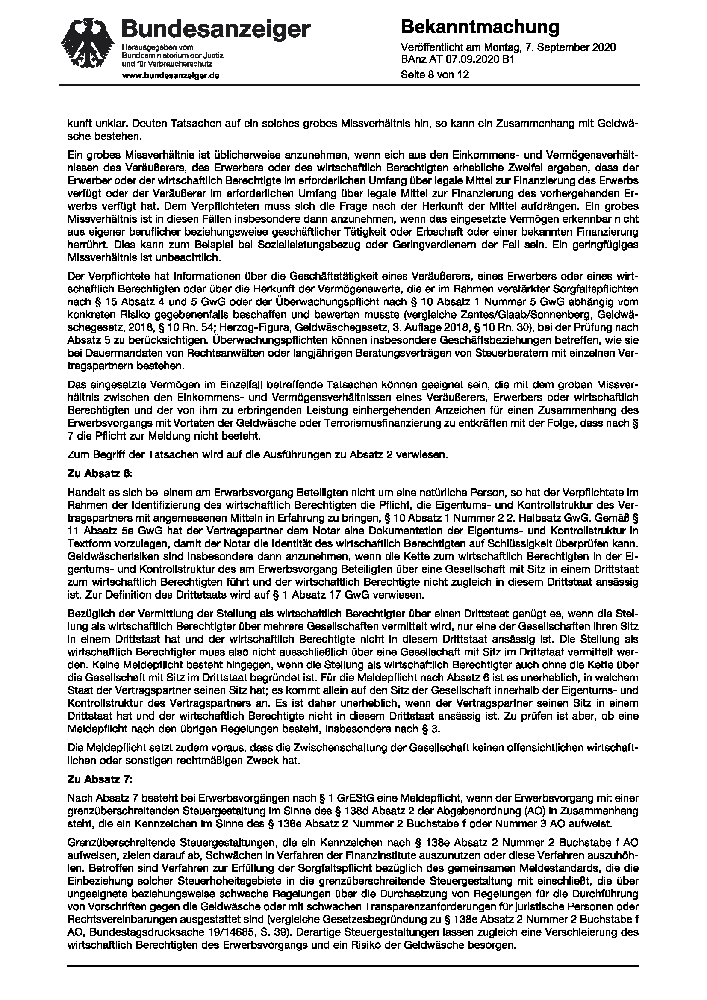 Bundesanzeiger
Herausgegeben vom
Bundesministerium der Justiz
und für Verbraucherschutz
www.bundesanzeiger.de
Bekanntmachung
Veröffentlicht am Montag, 7. September 2020
BAnz AT 07.09.2020 B1
Seite 8 von 12
kunft unklar. Deuten Tatsachen auf ein solches grobes Missverhältnis hin, so kann ein Zusammenhang mit Geldwä-
sche bestehen.
Ein grobes Missverhältnis ist üblicherweise anzunehmen, wenn sich aus den Einkommens- und Vermögensverhält-
nissen des Veräußerers, des Erwerbers oder des wirtschaftlich Berechtigten erhebliche Zweifel ergeben, dass der
Erwerber oder der wirtschaftlich Berechtigte im erforderlichen Umfang über legale Mittel zur Finanzierung des Erwerbs
verfügt oder der Veräußerer im erforderlichen Umfang über legale Mittel zur Finanzierung des vorhergehenden Er-
werbs verfügt hat. Dem Verpflichteten muss sich die Frage nach der Herkunft der Mittel aufdrängen. Ein grobes
Missverhältnis ist in diesen Fällen insbesondere dann anzunehmen, wenn das eingesetzte Vermögen erkennbar nicht
aus eigener beruflicher beziehungsweise geschäftlicher Tätigkeit oder Erbschaft oder einer bekannten Finanzierung
herrührt. Dies kann zum Beispiel bei Sozialleistungsbezug oder Geringverdienern der Fall sein. Ein geringfügiges
Missverhältnis ist unbeachtlich.
Der Verpflichtete hat Informationen über die Geschäftstätigkeit eines Veräußerers, eines Erwerbers oder eines wirt-
schaftlich Berechtigten oder über die Herkunft der Vermögenswerte, die er im Rahmen verstärkter Sorgfaltspflichten
nach § 15 Absatz 4 und 5 GwG oder der Überwachungspflicht nach § 10 Absatz 1 Nummer 5 GwG abhängig vom
konkreten Risiko gegebenenfalls beschaffen und bewerten musste (vergleiche Zentes/Glaab/Sonnenberg, Geldwä-
schegesetz, 2018, § 10 Rn. 54; Herzog-Figura, Geldwäschegesetz, 3. Auflage 2018, § 10 Rn. 30), bei der Prüfung nach
Absatz 5 zu berücksichtigen. Überwachungspflichten können insbesondere Geschäftsbeziehungen betreffen, wie sie
bei Dauermandaten von Rechtsanwälten oder langjährigen Beratungsverträgen von Steuerberatern mit einzelnen Ver-
tragspartnern bestehen.
Das eingesetzte Vermögen im Einzelfall betreffende Tatsachen können geeignet sein, die mit dem groben Missver-
hältnis zwischen den Einkommens- und Vermögensverhältnissen eines Veräußerers, Erwerbers oder wirtschaftlich
Berechtigten und der von ihm zu erbringenden Leistung einhergehenden Anzeichen für einen Zusammenhang des
Erwerbsvorgangs mit Vortaten der Geldwäsche oder Terrorismusfinanzierung zu entkräften mit der Folge, dass nach §
7 die Pflicht zur Meldung nicht besteht.
Zum Begriff der Tatsachen wird auf die Ausführungen zu Absatz 2 verwiesen.
Zu Absatz 6:
Handelt es sich bei einem am Erwerbsvorgang Beteiligten nicht um eine natürliche Person, so hat der Verpflichtete im
Rahmen der Identifizierung des wirtschaftlich Berechtigten die Pflicht, die Eigentums- und Kontrollstruktur des Ver-
tragspartners mit angemessenen Mitteln in Erfahrung zu bringen, § 10 Absatz 1 Nummer 2 2. Halbsatz GwG. Gemäß §
11 Absatz 5a GwG hat der Vertragspartner dem Notar eine Dokumentation der Eigentums- und Kontrollstruktur in
Textform vorzulegen, damit der Notar die Identität des wirtschaftlich Berechtigten auf Schlüssigkeit überprüfen kann.
Geldwäscherisiken sind insbesondere dann anzunehmen, wenn die Kette zum wirtschaftlich Berechtigten in der Ei-
gentums- und Kontrollstruktur des am Erwerbsvorgang Beteiligten über eine Gesellschaft mit Sitz in einem Drittstaat
zum wirtschaftlich Berechtigten führt und der wirtschaftlich Berechtigte nicht zugleich in diesem Drittstaat ansässig
ist. Zur Definition des Drittstaats wird auf § 1 Absatz 17 GwG verwiesen.
Bezüglich der Vermittlung der Stellung als wirtschaftlich Berechtigter über einen Drittstaat genügt es, wenn die Stel-
lung als wirtschaftlich Berechtigter über mehrere Gesellschaften vermittelt wird, nur eine der Gesellschaften ihren Sitz
in einem Drittstaat hat und der wirtschaftlich Berechtigte nicht in diesem Drittstaat ansässig ist. Die Stellung als
wirtschaftlich Berechtigter muss also nicht ausschließlich über eine Gesellschaft mit Sitz im Drittstaat vermittelt wer-
den. Keine Meldepflicht besteht hingegen, wenn die Stellung als wirtschaftlich Berechtigter auch ohne die Kette über
die Gesellschaft mit Sitz im Drittstaat begründet ist. Für die Meldepflicht nach Absatz 6 ist es unerheblich, in welchem
Staat der Vertragspartner seinen Sitz hat; es kommt allein auf den Sitz der Gesellschaft innerhalb der Eigentums- und
Kontrollstruktur des Vertragspartners an. Es ist daher unerheblich, wenn der Vertragspartner seinen Sitz in einem
Drittstaat hat und der wirtschaftlich Berechtigte nicht in diesem Drittstaat ansässig ist. Zu prüfen ist aber, ob eine
Meldepflicht nach den übrigen Regelungen besteht, insbesondere nach § 3.
Die Meldepflicht setzt zudem voraus, dass die Zwischenschaltung der Gesellschaft keinen offensichtlichen wirtschaft-
lichen oder sonstigen rechtmäßigen Zweck hat.
Zu Absatz 7:
Nach Absatz 7 besteht bei Erwerbsvorgängen nach § 1 GrEStG eine Meldepflicht, wenn der Erwerbsvorgang mit einer
grenzüberschreitenden Steuergestaltung im Sinne des § 138d Absatz 2 der Abgabenordnung (AO) in Zusammenhang
steht, die ein Kennzeichen im Sinne des § 138e Absatz 2 Nummer 2 Buchstabe f oder Nummer 3 AO aufweist.
Grenzüberschreitende Steuergestaltungen, die ein Kennzeichen nach § 138e Absatz 2 Nummer 2 Buchstabe f AO
aufweisen, zielen darauf ab, Schwächen in Verfahren der Finanzinstitute auszunutzen oder diese Verfahren auszuhöh-
len. Betroffen sind Verfahren zur Erfüllung der Sorgfaltspflicht bezüglich des gemeinsamen Meldestandards, die die
Einbeziehung solcher Steuerhoheitsgebiete in die grenzüberschreitende Steuergestaltung mit einschließt, die über
ungeeignete beziehungsweise schwache Regelungen über die Durchsetzung von Regelungen für die Durchführung
von Vorschriften gegen die Geldwäsche oder mit schwachen Transparenzanforderungen für juristische Personen oder
Rechtsvereinbarungen ausgestattet sind (vergleiche Gesetzesbegründung zu § 138e Absatz 2 Nummer 2 Buchstabe f
AO, Bundestagsdrucksache 19/14685, S. 39). Derartige Steuergestaltungen lassen zugleich eine Verschleierung des
wirtschaftlich Berechtigten des Erwerbsvorgangs und ein Risiko der Geldwäsche besorgen.